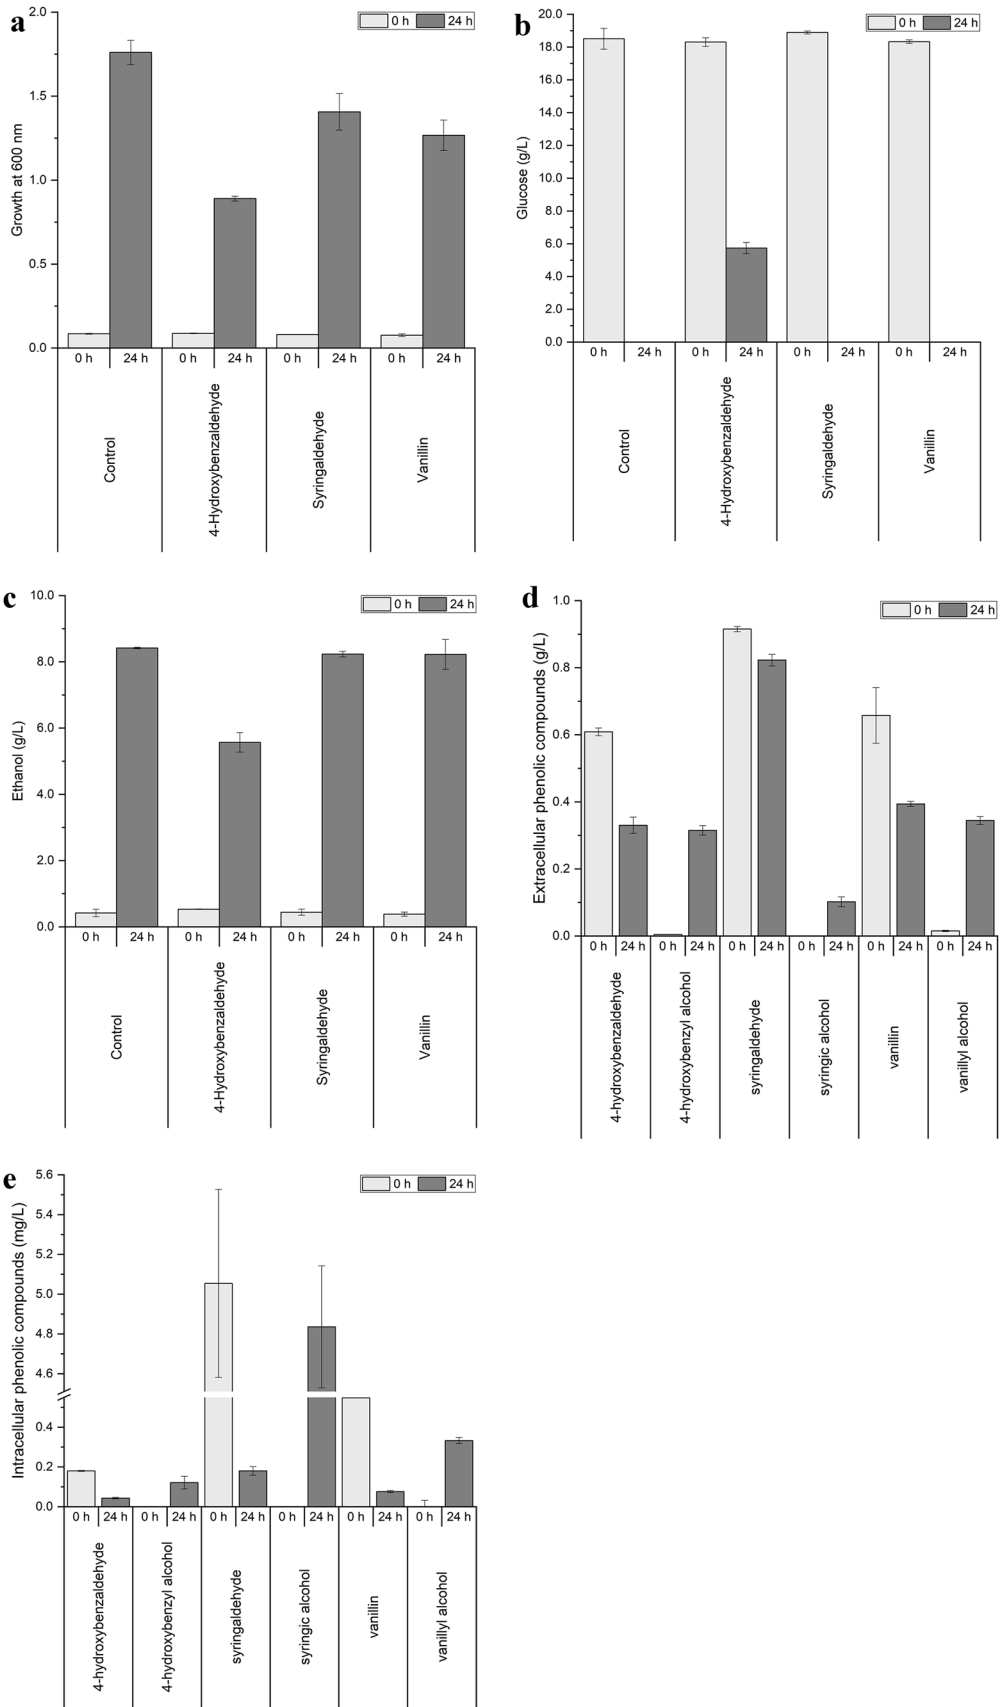 a
0 h 24 h
Growth at 600 nm
2.0
1.5
1.0
0.5
0.0
0 h 24 h 0 h 24 h 0 h 24 h 0 h 24 h
Control
4-Hydroxybenzaldehyde
Syringaldehyde
Vanillin
b
0 h 24 h
Glucose (g/L)
20.0
18.0
16.0
14.0
12.0
10.0
8.0
6.0
4.0
2.0
0.0
0 h 24 h 0 h 24 h 0 h 24 h 0 h 24 h
Control
4-Hydroxybenzaldehyde
Syringaldehyde
Vanillin
c
0 h 24 h
Ethanol (g/L)
10.0
8.0
6.0
4.0
2.0
0.0
0 h 24 h 0 h 24 h 0 h 24 h 0 h 24 h
Control
4-Hydroxybenzaldehyde
Syringaldehyde
Vanillin
d
0 h 24 h
Extracellular phenolic compounds (g/L)
1.0
0.8
0.6
0.4
0.2
0.0
0 h 24 h 0 h 24 h 0 h 24 h 0 h 24 h 0 h 24 h 0 h 24 h
4-hydroxybenzaldehyde
4-hydroxybenzyl alcohol
syringaldehyde
syringic alcohol
vanillin
vanillyl alcohol
e
0 h 24 h
Intracellular phenolic compounds (mg/L)
5.6
5.4
5.2
5.0
4.8
4.6
0.4
0.2
0.0
0 h 24 h 0 h 24 h 0 h 24 h 0 h 24 h 0 h 24 h 0 h 24 h
4-hydroxybenzaldehyde
4-hydroxybenzyl alcohol
syringaldehyde
syringic alcohol
vanillin
vanillyl alcohol